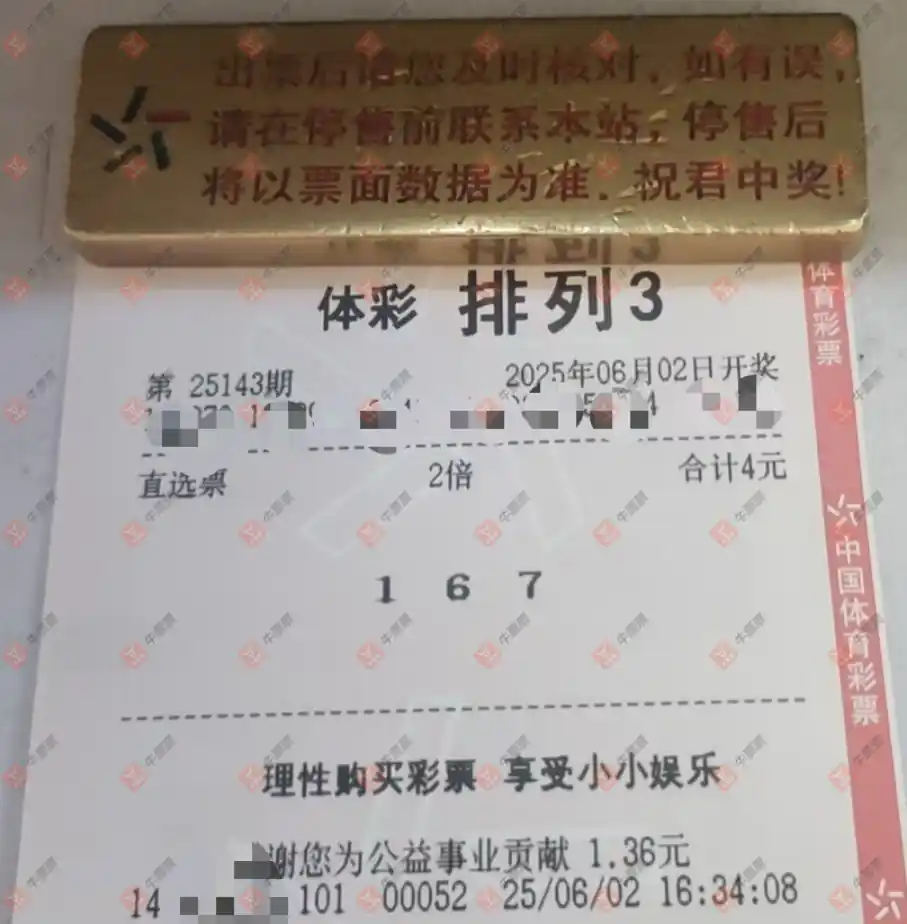 出票后请您及时核对，如有误，
请在停售前联系本站，停售后
将以票面数据为准．祝君中奖！
体彩 排列3
第 25143期 2025年06月02日开奖
直选票 2倍 合计4元
1 6 7
理性购买彩票 享受小小娱乐
谢您为公益事业贡献 1.36元
14 101 00052 25/06/02 16:34:08
体育彩票
中国体育彩票